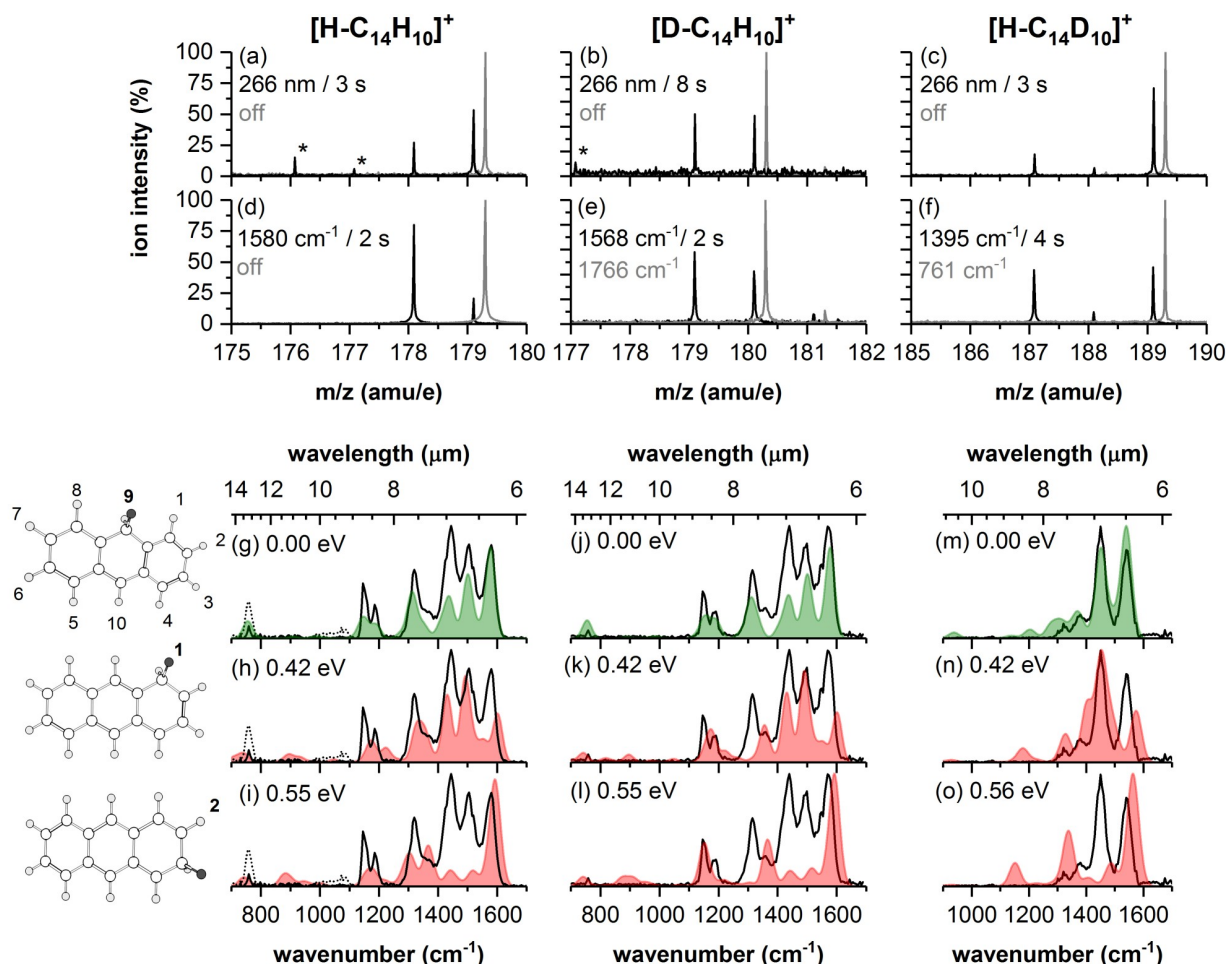 [H-C₁₄H₁₀]⁺ [D-C₁₄H₁₀]⁺ [H-C₁₄D₁₀]⁺
ion intensity (%)
100
75
50
25
0
(a)
266 nm / 3 s
off
* *
(b)
266 nm / 8 s
off
*
(c)
266 nm / 3 s
off
100
75
50
25
0
(d)
1580 cm⁻¹ / 2 s
off
(e)
1568 cm⁻¹/ 2 s
1766 cm⁻¹
(f)
1395 cm⁻¹/ 4 s
761 cm⁻¹
175 176 177 178 179 180
177 178 179 180 181 182
185 186 187 188 189 190
m/z (amu/e) m/z (amu/e) m/z (amu/e)
wavelength (μm) wavelength (μm) wavelength (μm)
14 12 10 8 6
14 12 10 8 6
10 8 6
8 9 1
7 2
6 3
5 10 4
(g) 0.00 eV (j) 0.00 eV (m) 0.00 eV
1
(h) 0.42 eV (k) 0.42 eV (n) 0.42 eV
2
(i) 0.55 eV (l) 0.55 eV (o) 0.56 eV
800 1000 1200 1400 1600
800 1000 1200 1400 1600
1000 1200 1400 1600
wavenumber (cm⁻¹) wavenumber (cm⁻¹) wavenumber (cm⁻¹)